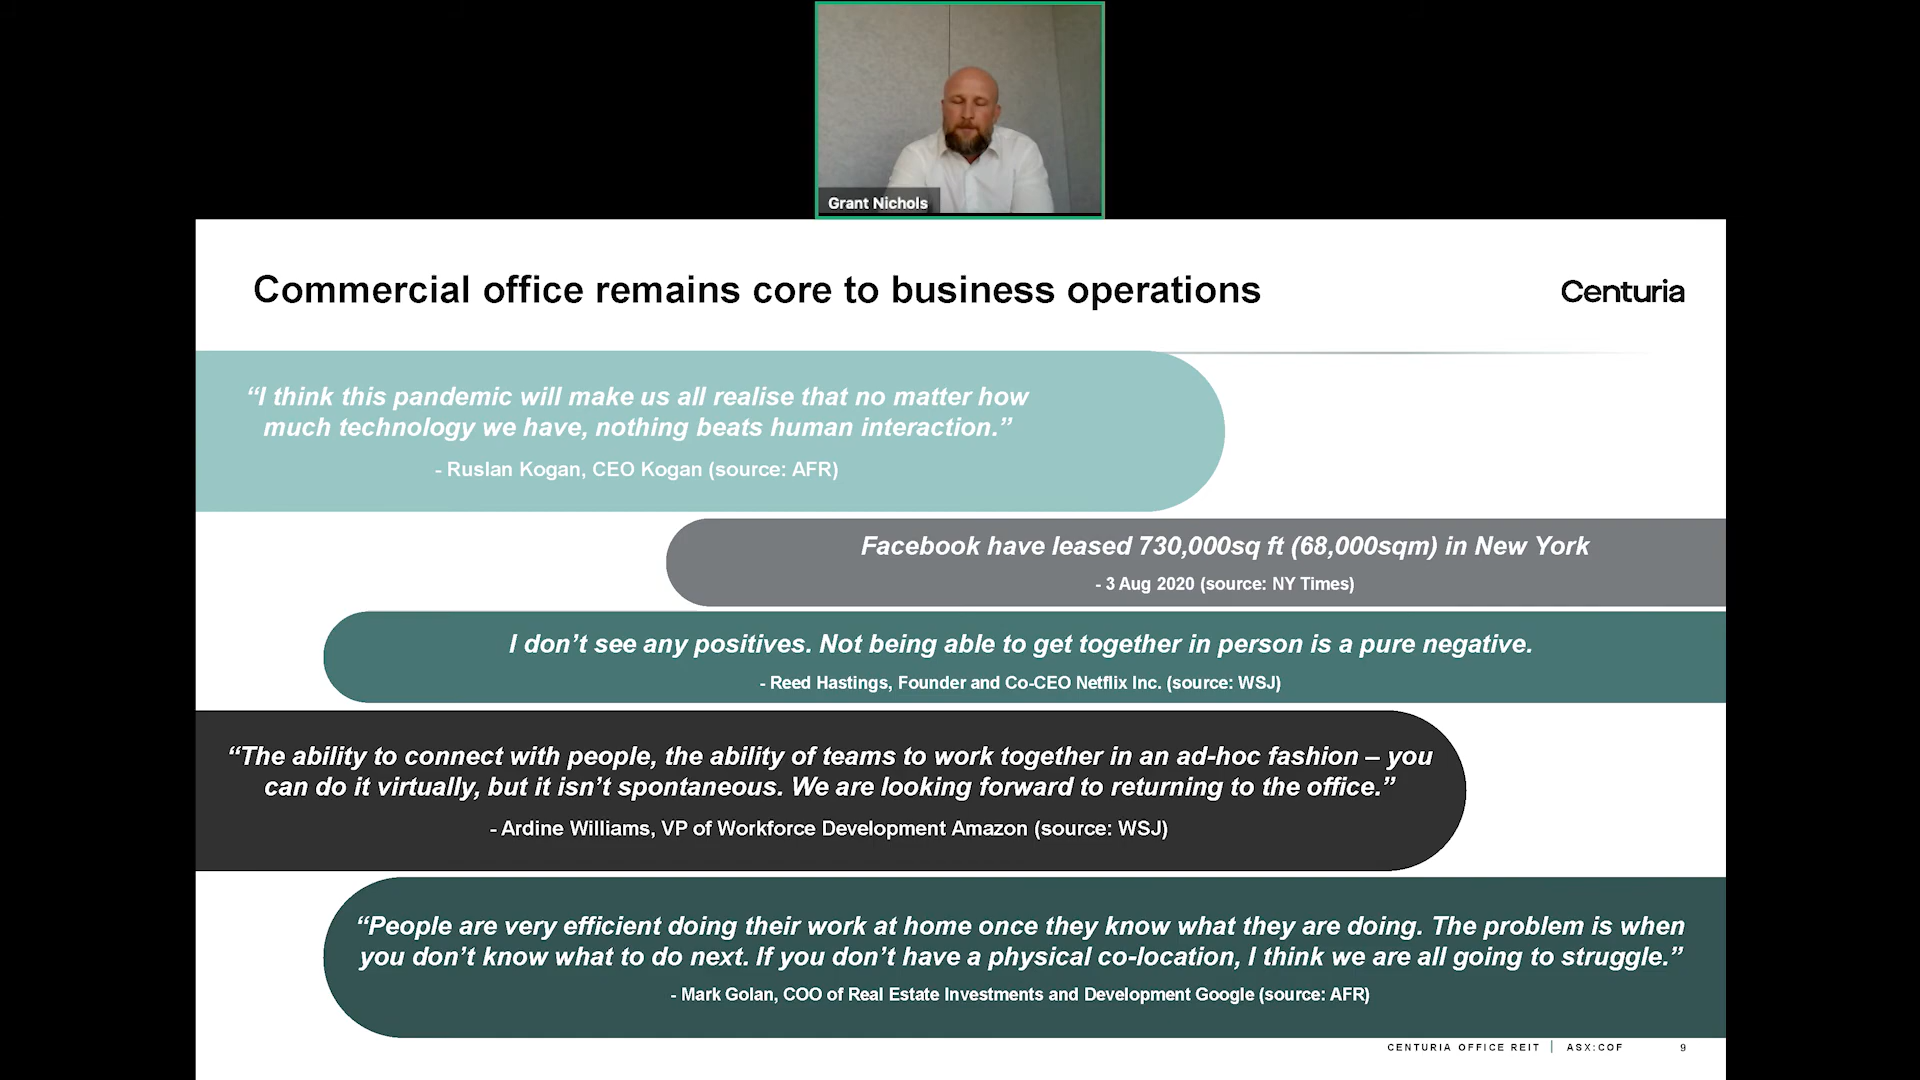 Grant Nichols
Commercial office remains core to business operations
Centuria
“I think this pandemic will make us all realise that no matter how
much technology we have, nothing beats human interaction.”
- Ruslan Kogan, CEO Kogan (source: AFR)
Facebook have leased 730,000sq ft (68,000sqm) in New York
- 3 Aug 2020 (source: NY Times)
I don’t see any positives. Not being able to get together in person is a pure negative.
- Reed Hastings, Founder and Co-CEO Netflix Inc. (source: WSJ)
“The ability to connect with people, the ability of teams to work together in an ad-hoc fashion – you
can do it virtually, but it isn’t spontaneous. We are looking forward to returning to the office.”
- Ardine Williams, VP of Workforce Development Amazon (source: WSJ)
“People are very efficient doing their work at home once they know what they are doing. The problem is when
you don’t know what to do next. If you don’t have a physical co-location, I think we are all going to struggle.”
- Mark Golan, COO of Real Estate Investments and Development Google (source: AFR)
CENTURIA OFFICE REIT | ASX:COF 9